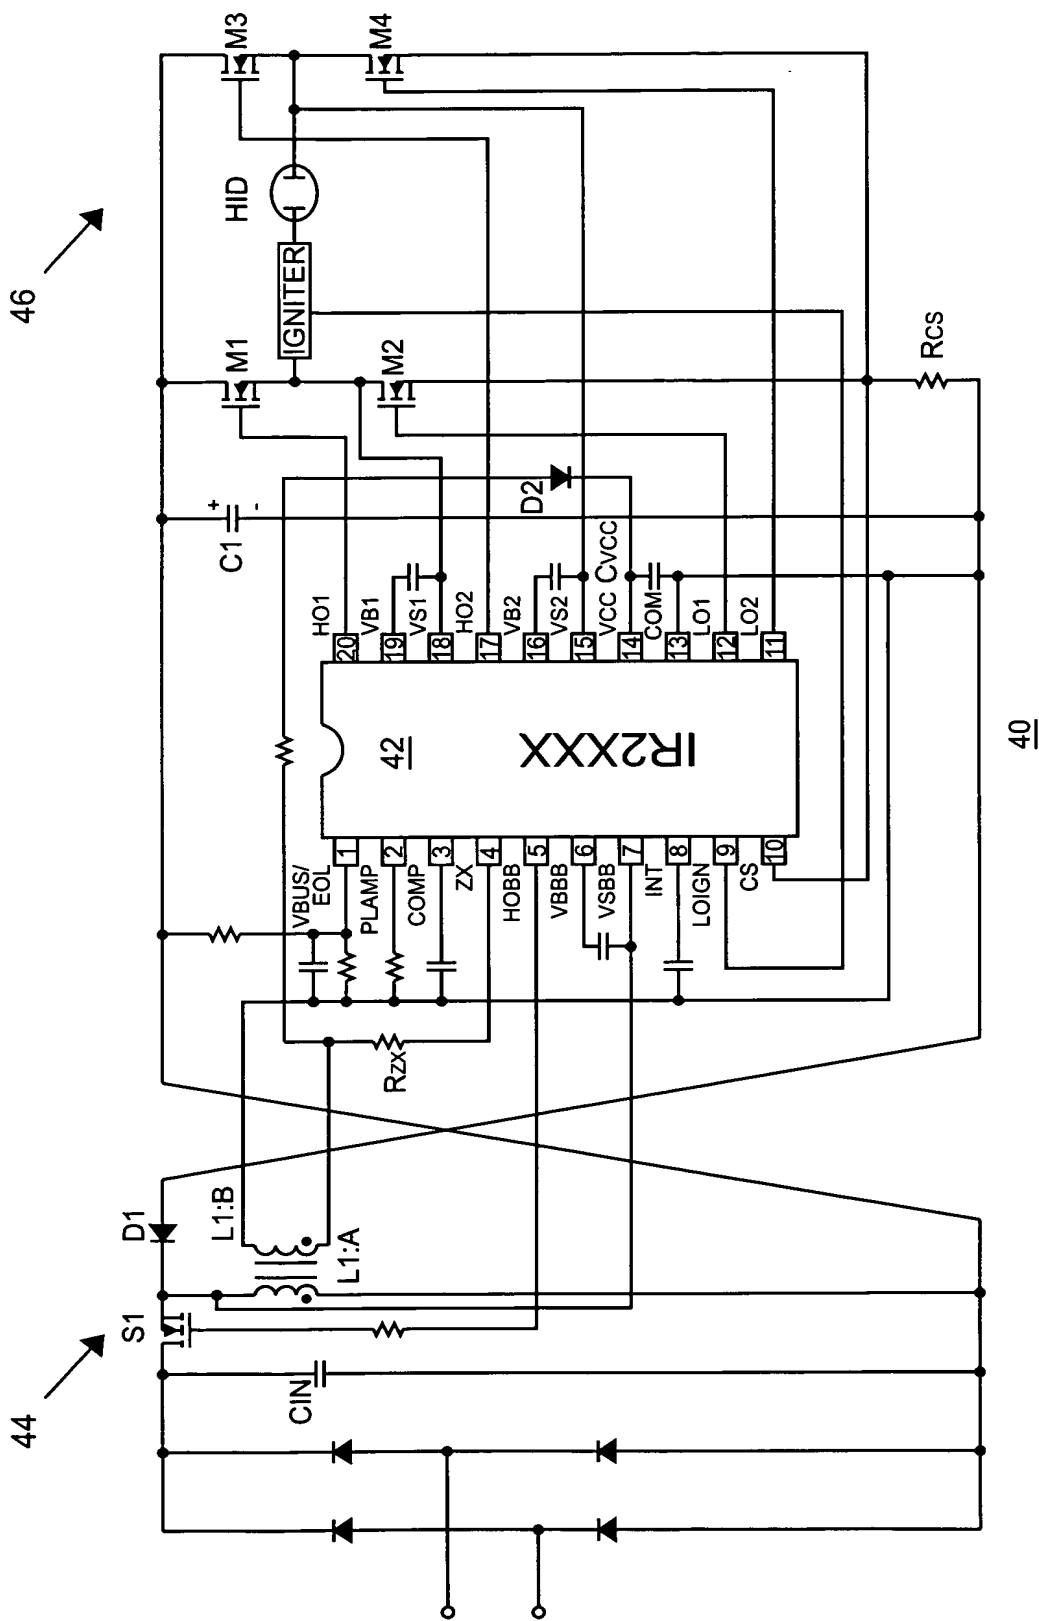 44
46
S1
D1
L1:B
L1:A
CIN
RZX
VBUS/
EOL
PLAMP
COMP
ZX
HOBB
VBBB
VSBB
INT
LOIGN
CS
1
2
3
4
5
6
7
8
9
10
42
IR2XXX
20
19
18
17
16
15
14
13
12
11
HO1
VB1
VS1
HO2
VB2
VS2
VCC
COM
LO1
LO2
C1
+
-
D2
CVCC
M1
M2
IGNITER
HID
M3
M4
RCS
40